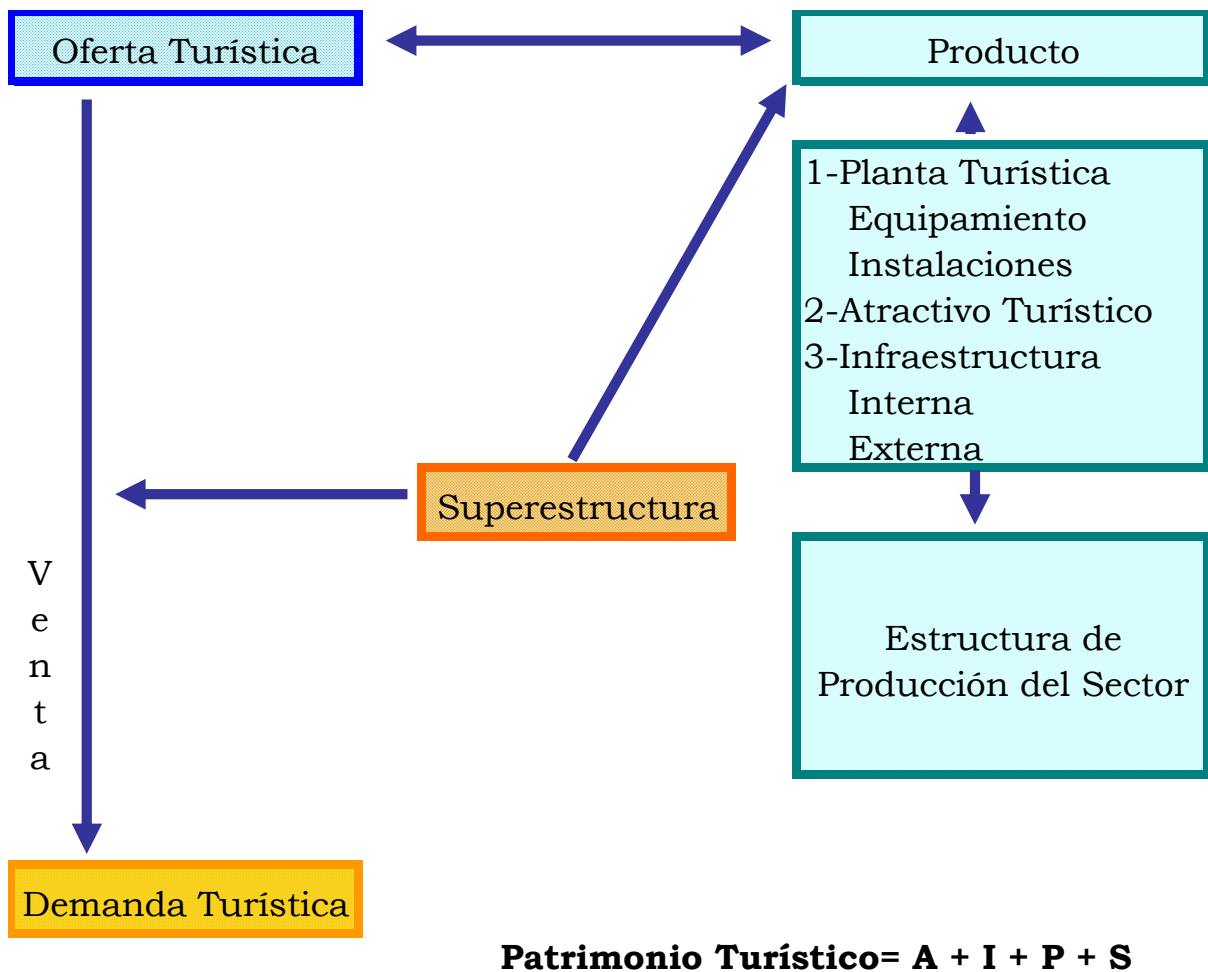 Oferta Turística
Producto
1-Planta Turística
Equipamiento
Instalaciones
2-Atractivo Turístico
3-Infraestructura
Interna
Externa
Superestructura
Venta
Estructura de
Producción del Sector
Demanda Turística
Patrimonio Turístico= A + I + P + S